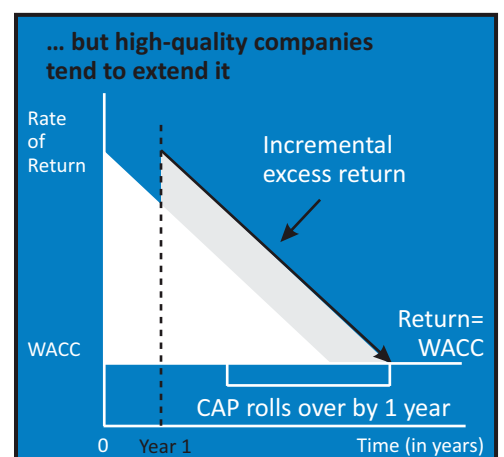 ... but high-quality companies
tend to extend it
Rate
of
Return
Incremental
excess return
Return=
WACC
WACC
CAP rolls over by 1 year
0
Year 1
Time (in years)